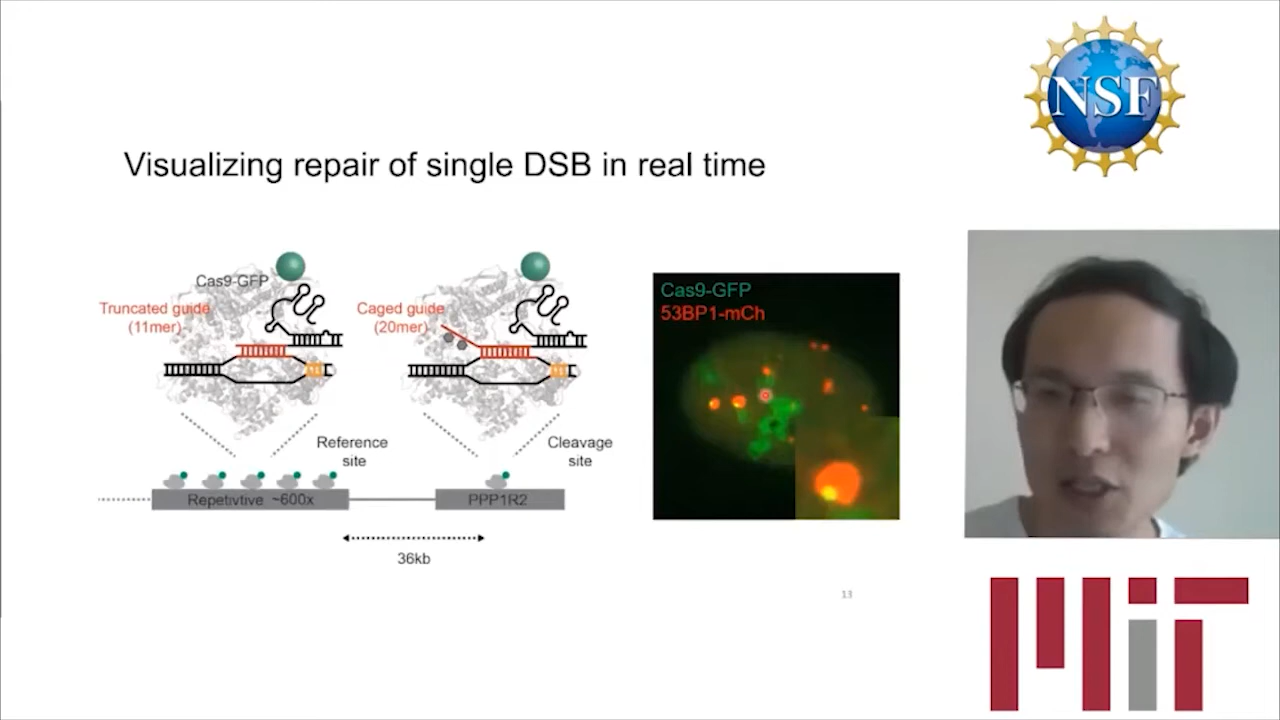 NSF
Visualizing repair of single DSB in real time
Cas9-GFP
Truncated guide
(11mer)
Caged guide
(20mer)
Cas9-GFP
53BP1-mCh
Reference
site
Cleavage
site
Repetivtive ~600x
PPP1R2
36kb
13
MIT